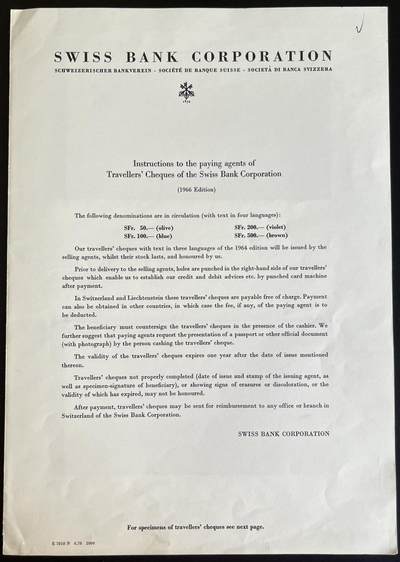 SWISS BANK CORPORATION
SCHWEIZERISCHER BANKVEREIN - SOCIÉTÉ DE BANQUE SUISSE - SOCIETÀ DI BANCA SVIZZERA
1872
Instructions to the paying agents of
Travellers' Cheques of the Swiss Bank Corporation
(1966 Edition)
The following denominations are in circulation (with text in four languages):
SFr. 50.— (olive) SFr. 200.— (violet)
SFr. 100.— (blue) SFr. 500.— (brown)
Our travellers' cheques with text in three languages of the 1964 edition will be issued by the
selling agents, whilst their stock lasts, and honoured by us.
Prior to delivery to the selling agents, holes are punched in the right-hand side of our travellers'
cheques which enable us to establish our credit and debit advices etc. by punched card machine
after payment.
In Switzerland and Liechtenstein these travellers' cheques are payable free of charge. Payment
can also be obtained in other countries, in which case the fee, if any, of the paying agent is to
be deducted.
The beneficiary must countersign the travellers' cheques in the presence of the cashier. We
further suggest that paying agents request the presentation of a passport or other official document
(with photograph) by the person cashing the travellers' cheque.
The validity of the travellers' cheques expires one year after the date of issue mentioned
thereon.
Travellers' cheques not properly completed (date of issue and stamp of the issuing agent, as
well as specimen-signature of beneficiary), or showing signs of erasures or discoloration, or the
validity of which has expired, may not be honoured.
After payment, travellers' cheques may be sent for reimbursement to any office or branch in
Switzerland of the Swiss Bank Corporation.
SWISS BANK CORPORATION
For specimens of travellers' cheques see next page.